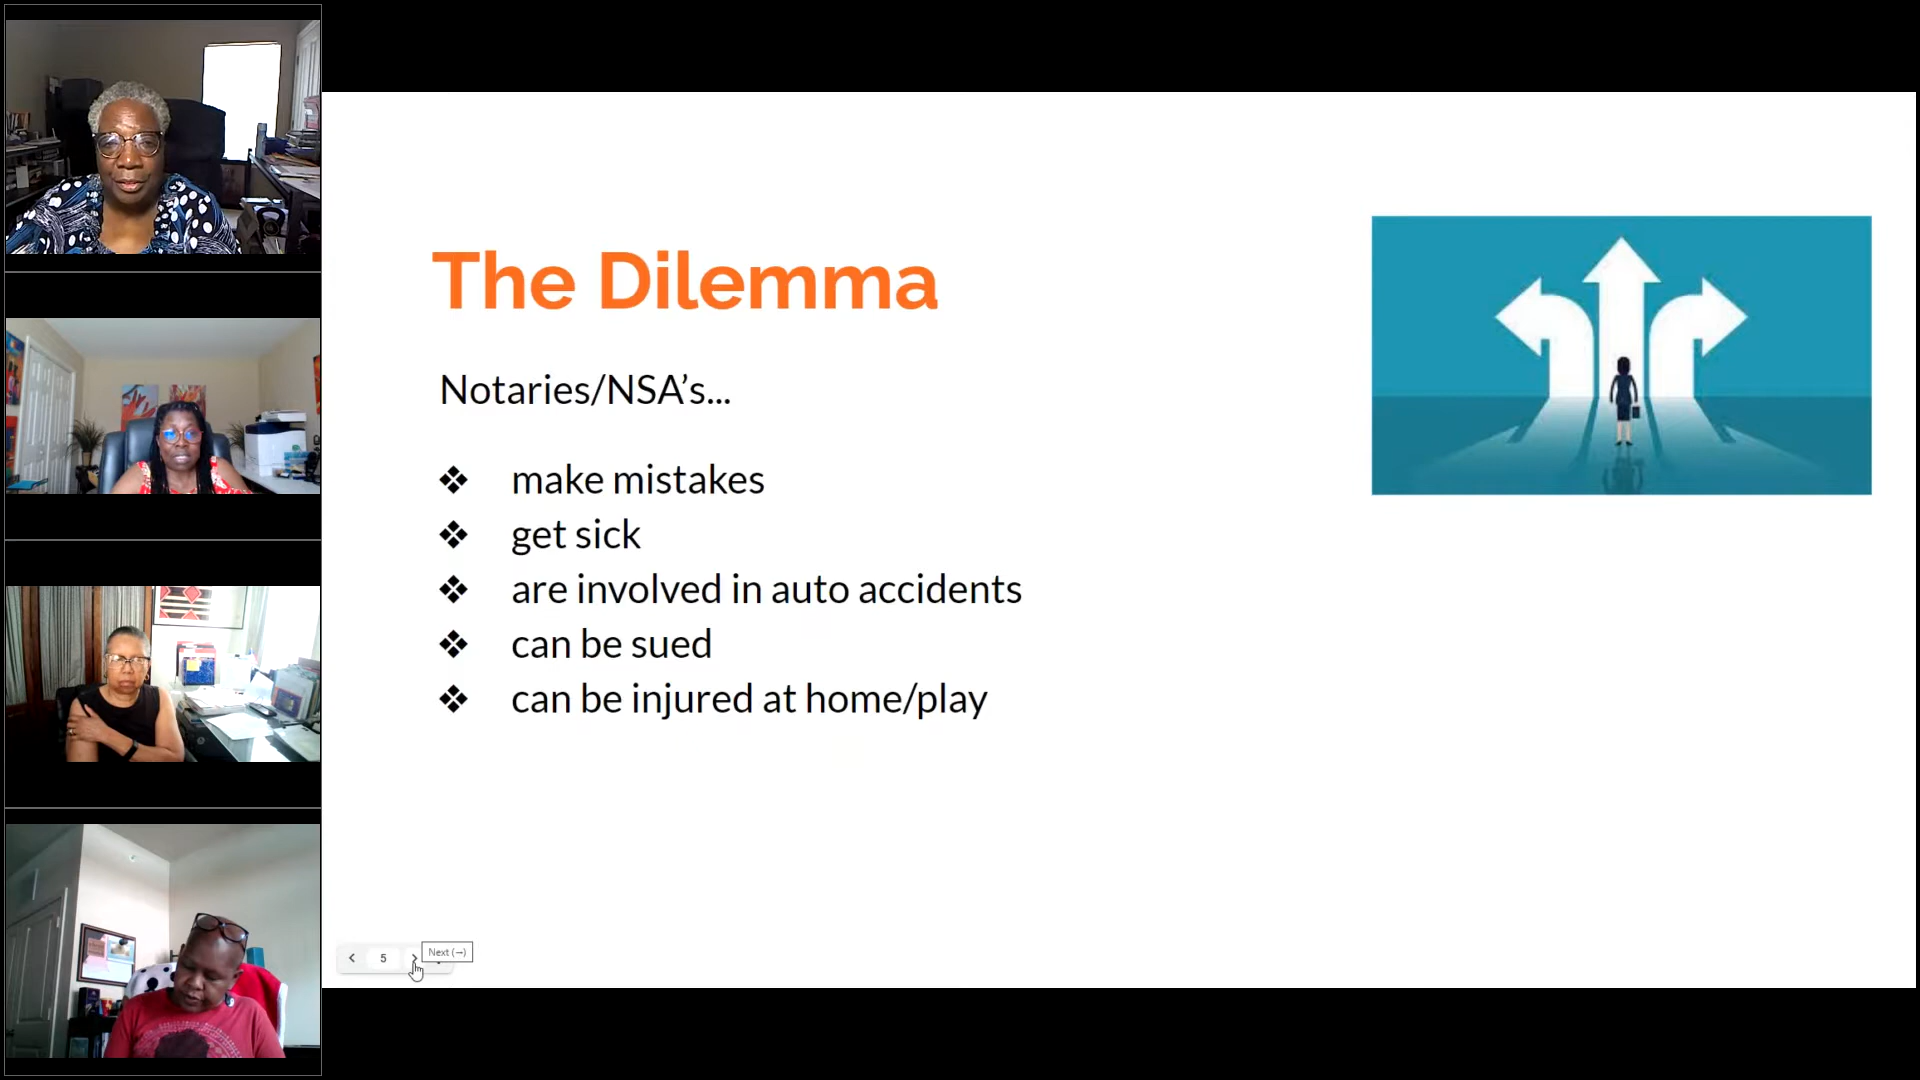 The Dilemma
Notaries/NSA’s...
❖ make mistakes
❖ get sick
❖ are involved in auto accidents
❖ can be sued
❖ can be injured at home/play
5
Next (→)